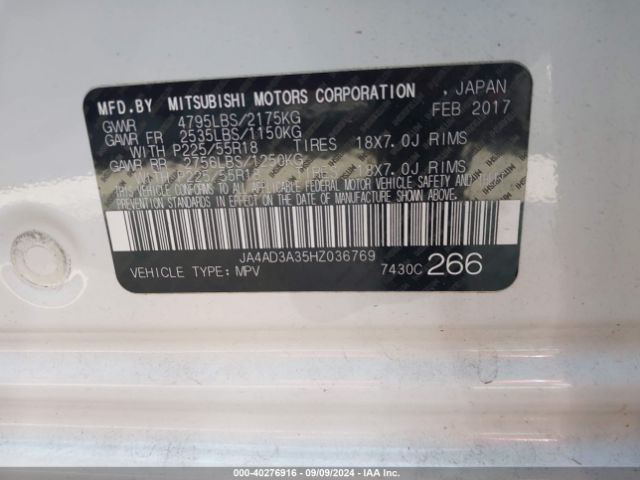 MFD.BY MITSUBISHI MOTORS CORPORATION , JAPAN
GVWR 4795LBS/2175KG FEB 2017
GAWR FR 2535LBS/1150KG
WITH P225/55R18 TIRES 18X7.0J RIMS
GAWR RR 2756LBS/1250KG
WITH P225/55R18 TIRES 18X7.0J RIMS
THIS VEHICLE CONFORMS TO ALL APPLICABLE FEDERAL MOTOR VEHICLE SAFETY AND THEFT
PREVENTION STANDARDS IN EFFECT ON THE DATE OF MANUFACTURE SHOWN ABOVE.
JA4AD3A35HZ036769
VEHICLE TYPE: MPV 7430C 266
000-40276916 - 09/09/2024 - IAA Inc.